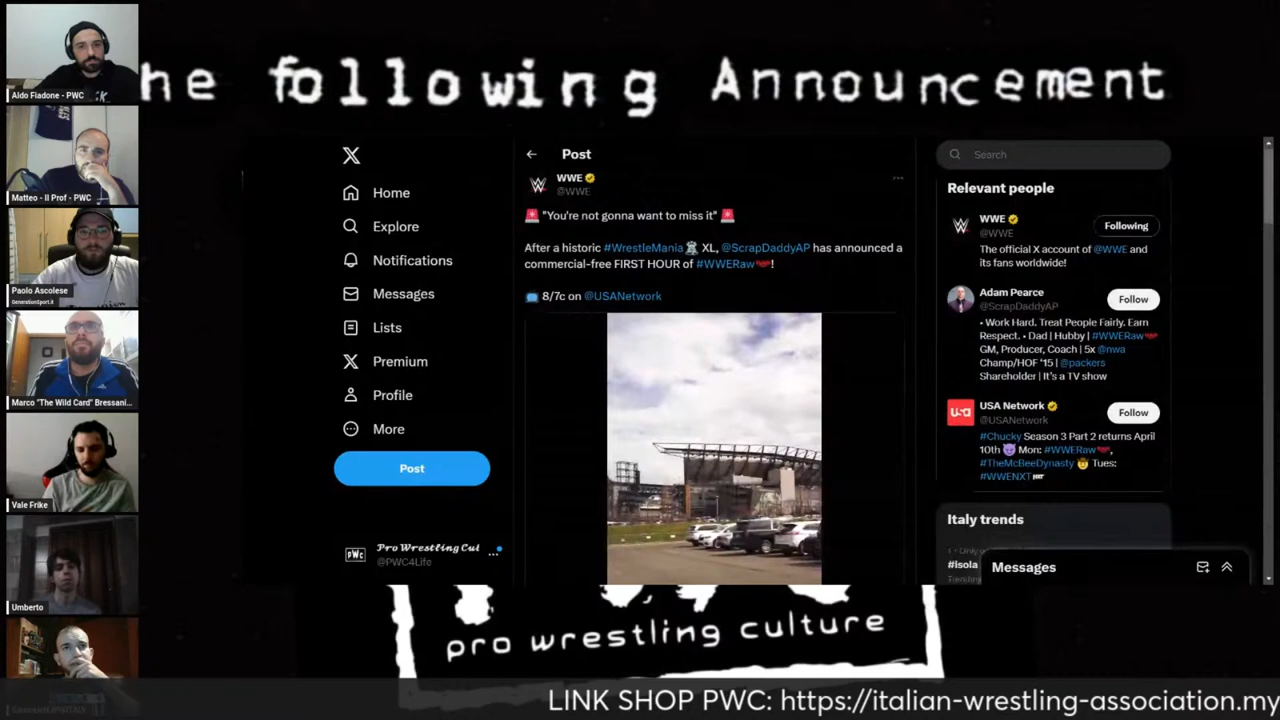 he following Announcement
Aldo Fiadone - PWC
Matteo - Il Prof - PWC
Paolo Ascolese
GenerationSport.it
Marco "The Wild Card" Bressani...
Vale Frike
Umberto
X
Home
Explore
Notifications
Messages
Lists
Premium
Profile
More
Post
Pro Wrestling Cul
@PWC4Life
PWC
Post
WWE
@WWE
🚨 "You're not gonna want to miss it" 🚨
After a historic #WrestleMania XL, @ScrapDaddyAP has announced a
commercial-free FIRST HOUR of #WWERaw!
8/7c on @USANetwork
Search
Relevant people
WWE
@WWE
Following
The official X account of @WWE and
its fans worldwide!
Adam Pearce
@ScrapDaddyAP
Follow
• Work Hard. Treat People Fairly. Earn
Respect. • Dad | Hubby | #WWERaw
GM, Producer, Coach | 5x @nwa
Champ/HOF '15 | @packers
Shareholder | It's a TV show
usa
USA Network
@USANetwork
Follow
#Chucky Season 3 Part 2 returns April
10th 😈 Mon: #WWERaw,
#TheMcBeeDynasty 🤠 Tues:
#WWENXT
Italy trends
#isola
Trending
Messages
pro wrestling culture
LINK SHOP PWC: https://italian-wrestling-association.my